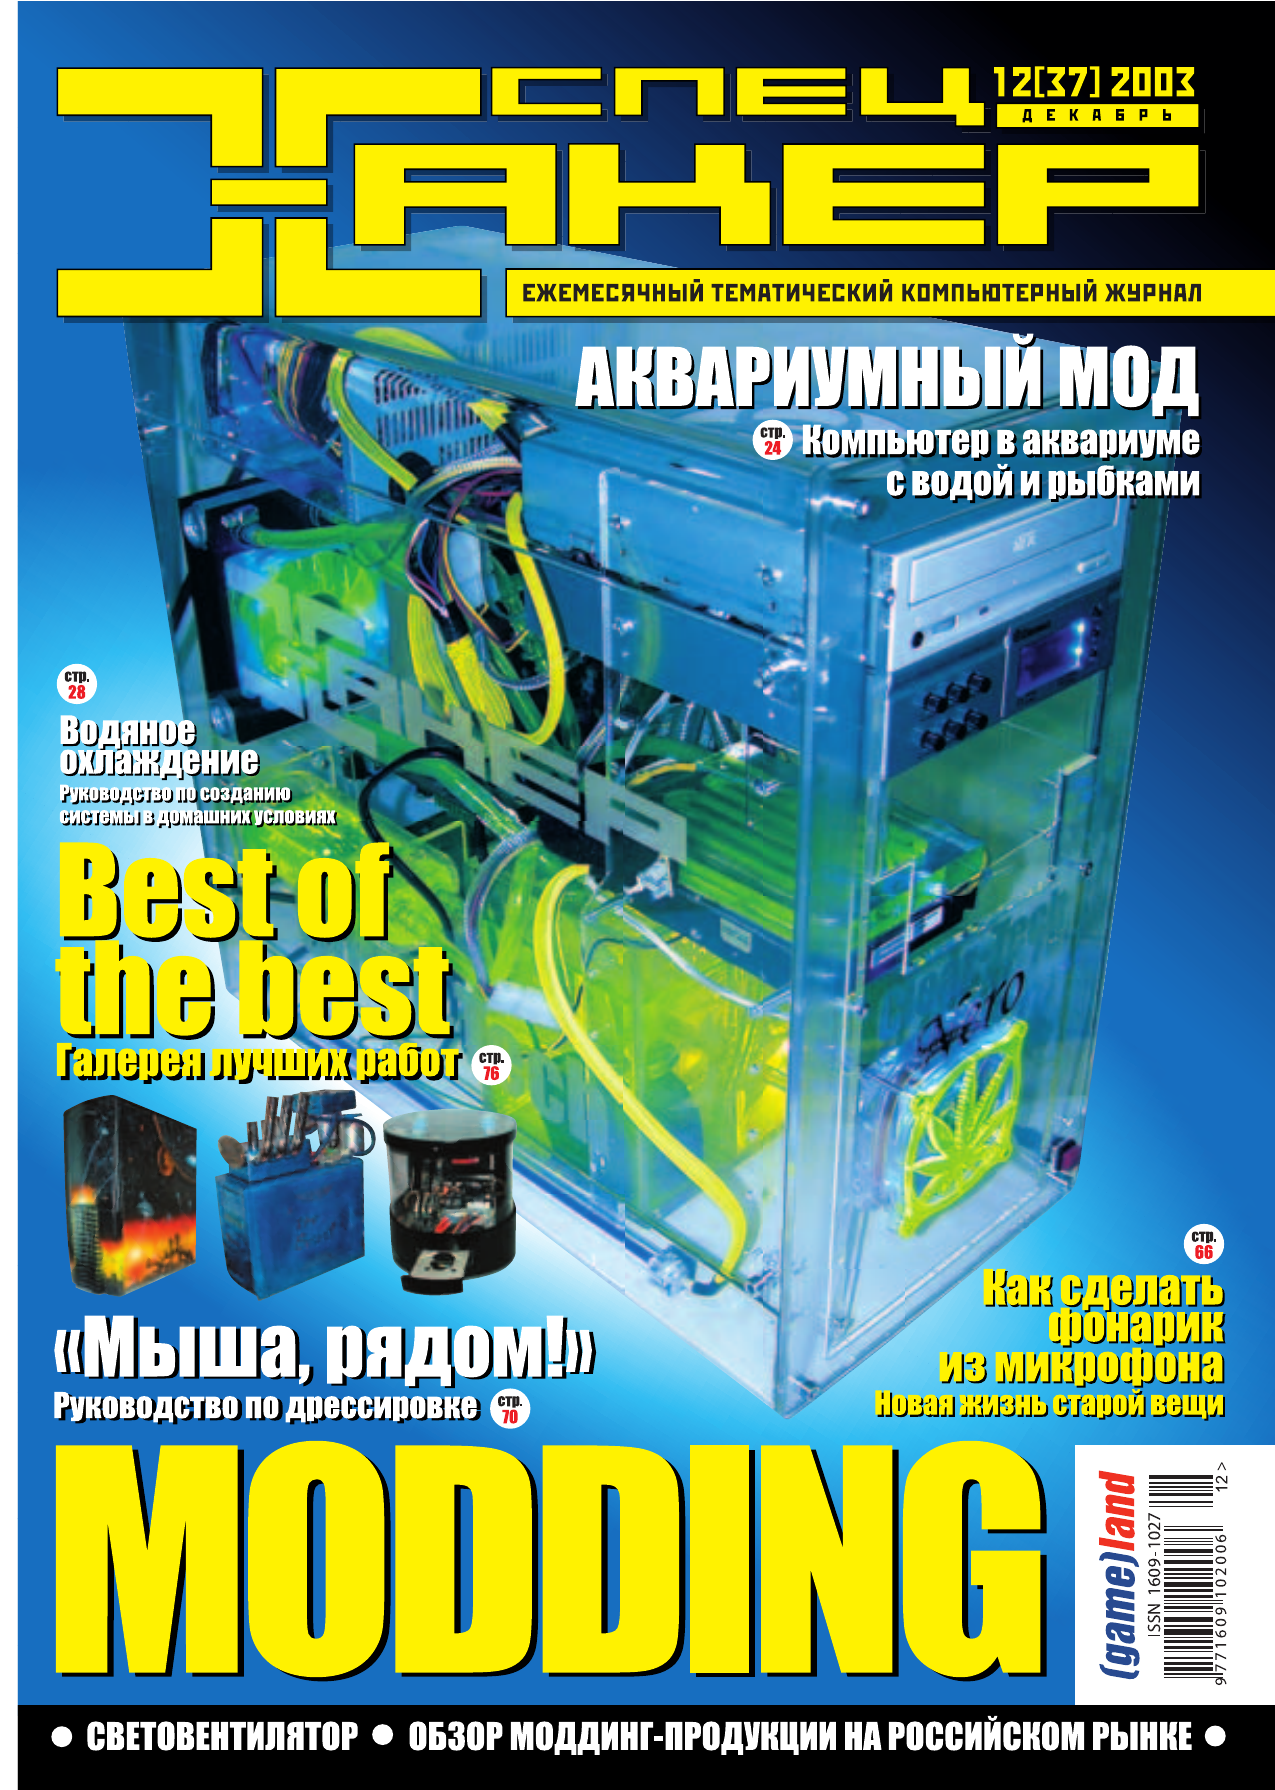 СПЕЦ
ХАКЕР
12[37] 2003
ДЕКАБРЬ
ЕЖЕМЕСЯЧНЫЙ ТЕМАТИЧЕСКИЙ КОМПЬЮТЕРНЫЙ ЖУРНАЛ
АКВАРИУМНЫЙ МОД
стр.
24
Компьютер в аквариуме
с водой и рыбками
ХАКЕР
стр.
28
Водяное
охлаждение
Руководство по созданию
системы в домашних условиях
Best of
the best
Галерея лучших работ
стр.
76
«Мыша, рядом!»
Руководство по дрессировке
стр.
70
стр.
66
Как сделать
фонарик
из микрофона
Новая жизнь старой вещи
MODDING
(game)land
ISSN 1609-1027
9771609102006
12 >
• СВЕТОВЕНТИЛЯТОР • ОБЗОР МОДДИНГ-ПРОДУКЦИИ НА РОССИЙСКОМ РЫНКЕ •